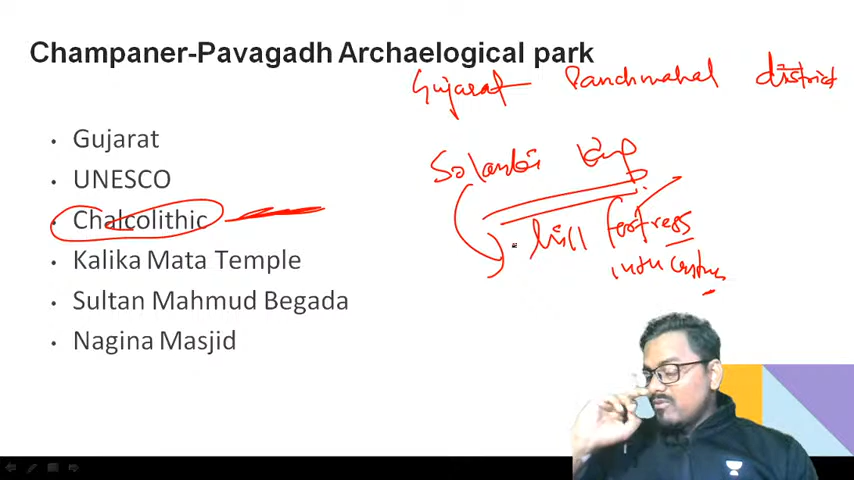 Champaner-Pavagadh Archaelogical park
Gujarat Panchmahal district
• Gujarat
• UNESCO
• Chalcolithic
• Kalika Mata Temple
• Sultan Mahmud Begada
• Nagina Masjid
Solanki
hill fortress